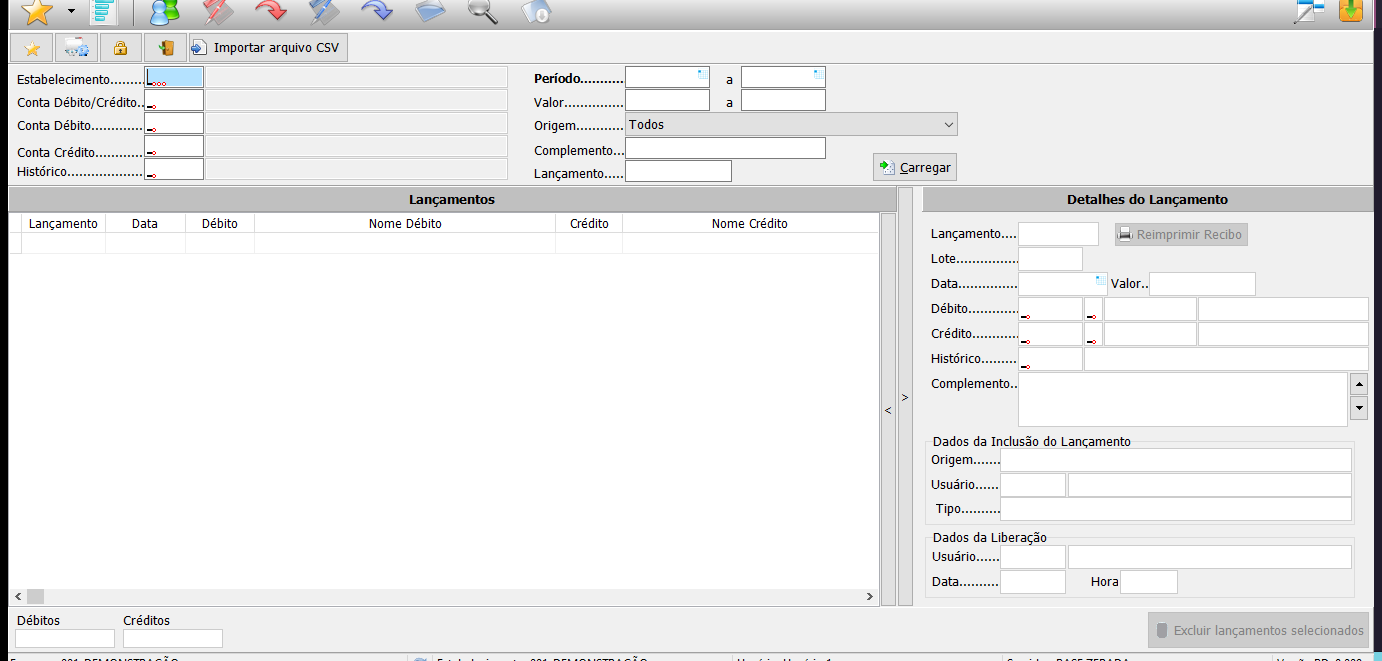 Importar arquivo CSV
Estabelecimento........
Conta Débito/Crédito..
Conta Débito.............
Conta Crédito............
Histórico...................
Período...........
a
Valor...............
a
Origem............
Todos
Complemento...
Lançamento.....
Carregar
Lançamentos
Lançamento Data Débito Nome Débito Crédito Nome Crédito
<
>
Detalhes do Lançamento
Lançamento....
Reimprimir Recibo
Lote...............
Data...............
Valor..
Débito............
Crédito...........
Histórico.........
Complemento..
Dados da Inclusão do Lançamento
Origem.......
Usuário......
Tipo..........
Dados da Liberação
Usuário......
Data..........
Hora
Débitos
Créditos
Excluir lançamentos selecionados